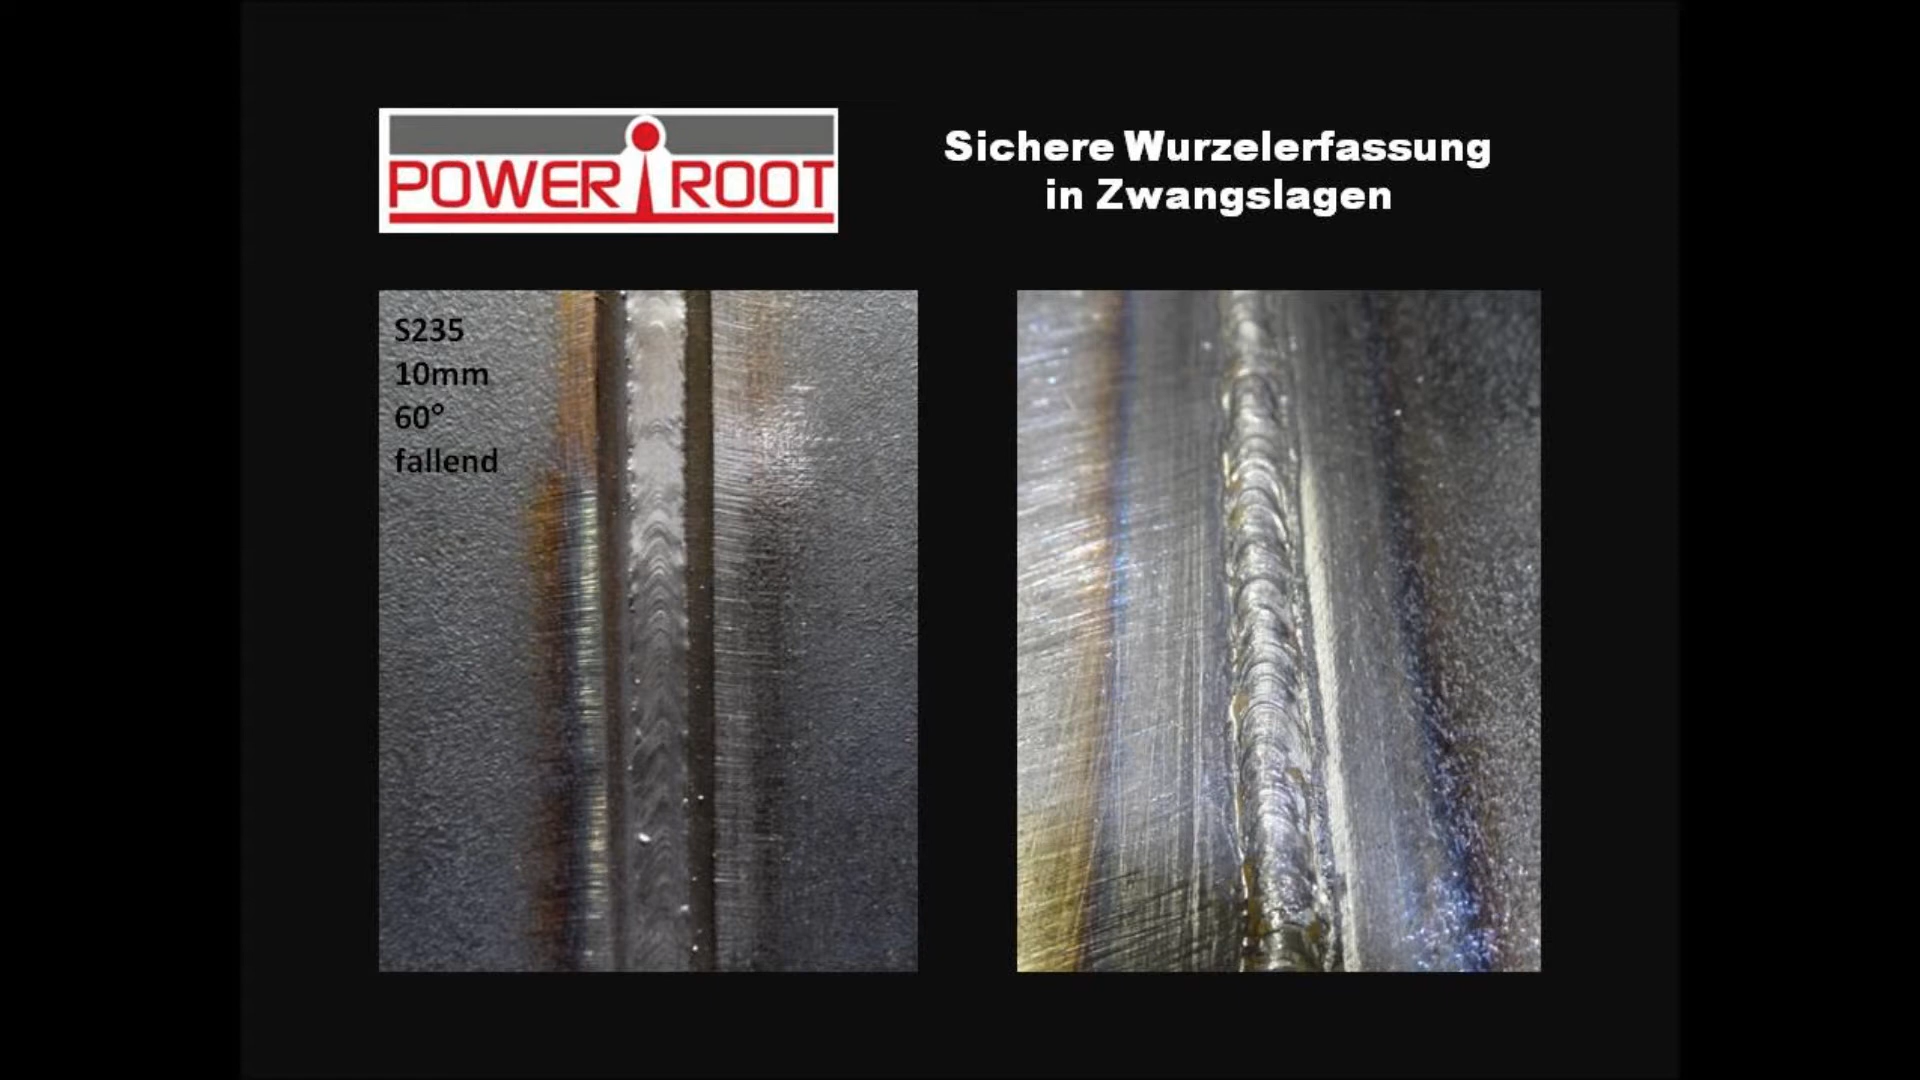 POWER ROOT
Sichere Wurzelerfassung
in Zwangslagen
S235
10mm
60°
fallend